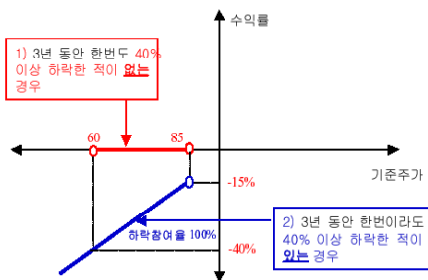 수익률
1) 3년 동안 한번도 40%
이상 하락한 적이 없는
경우
60
85
기준주가
-15%
하락참여율 100%
-40%
2) 3년 동안 한번이라도
40% 이상 하락한 적이
있는 경우